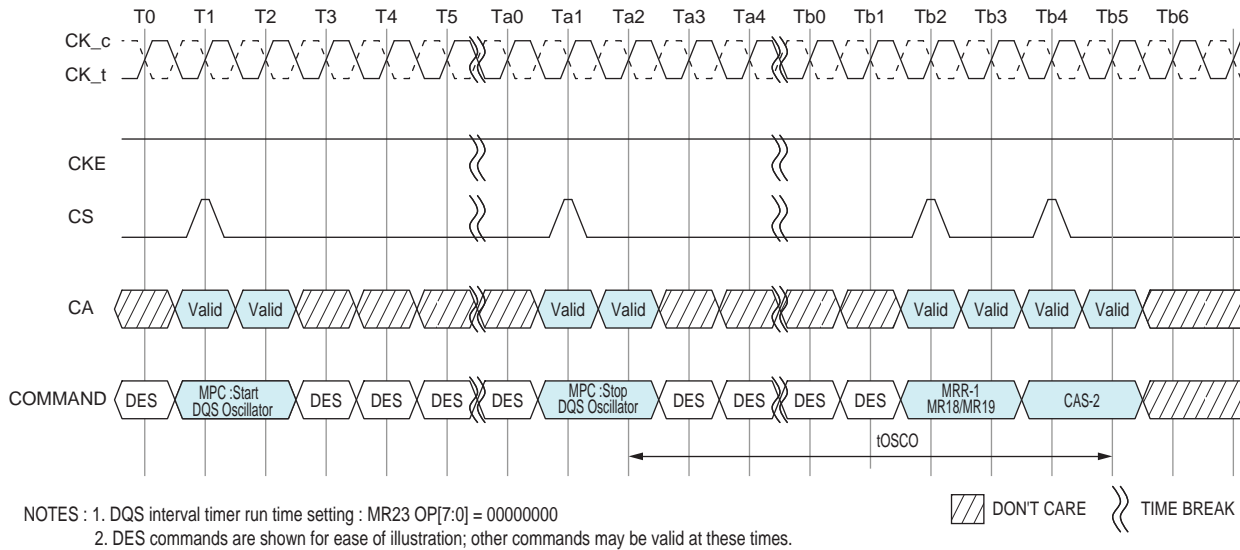 T0 T1 T2 T3 T4 T5 Ta0 Ta1 Ta2 Ta3 Ta4 Tb0 Tb1 Tb2 Tb3 Tb4 Tb5 Tb6
CK_c
CK_t
CKE
CS
CA Valid Valid Valid Valid Valid Valid Valid Valid
COMMAND DES MPC :Start DES DES DES DES MPC :Stop DES DES DES DES MRR-1 CAS-2
DQS Oscillator DQS Oscillator MR18/MR19
tOSCO
NOTES : 1. DQS interval timer run time setting : MR23 OP[7:0] = 00000000
2. DES commands are shown for ease of illustration; other commands may be valid at these times.
DON'T CARE TIME BREAK